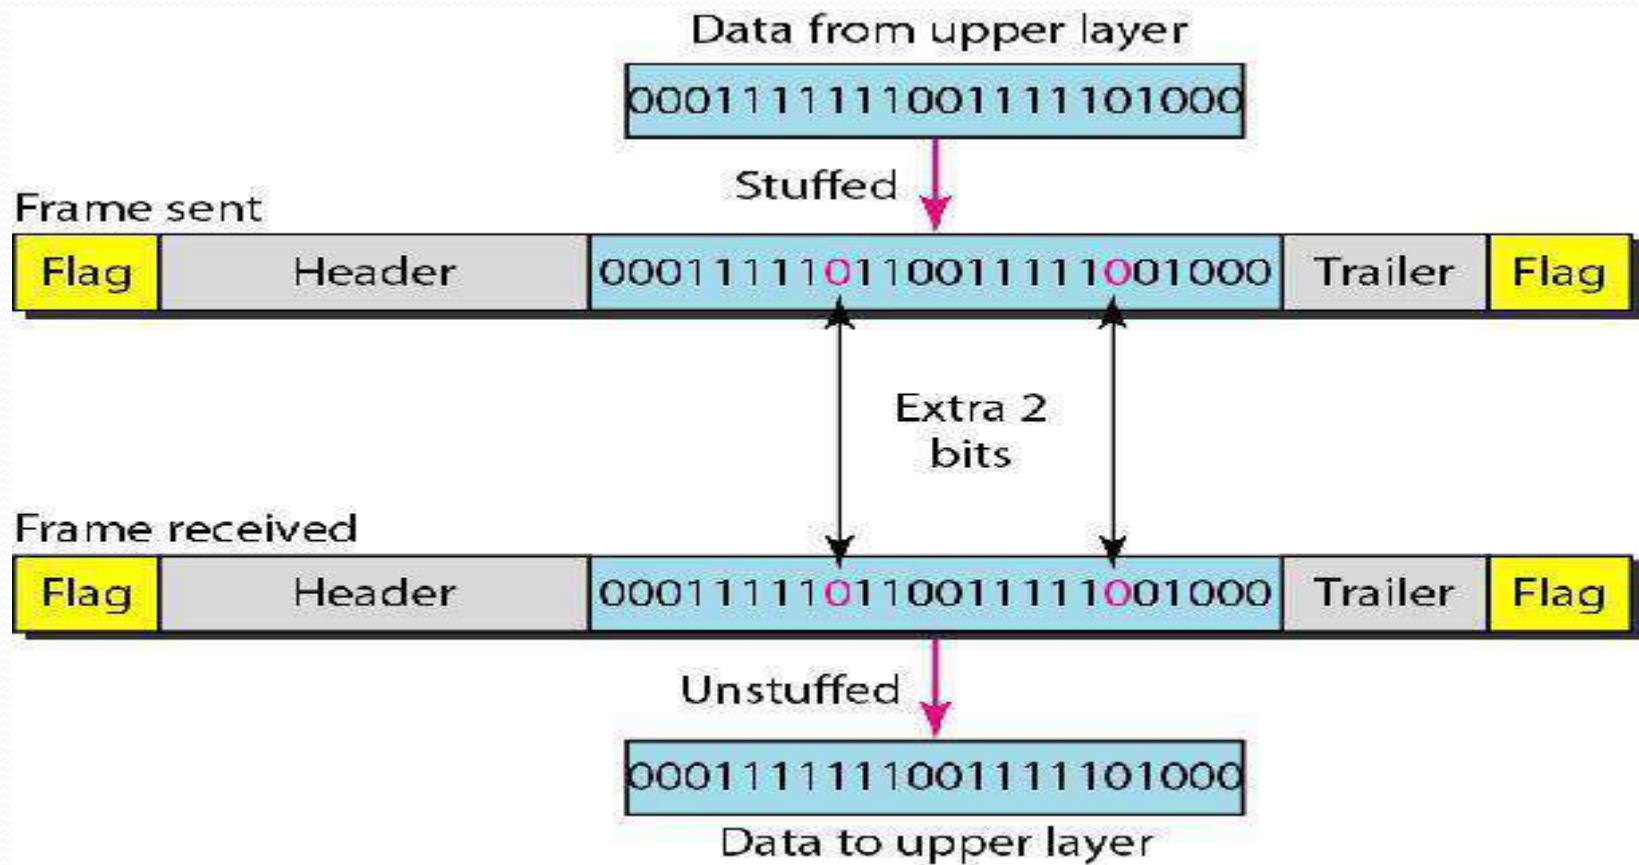 Data from upper layer
0001111111001111101000
Stuffed
Frame sent
Flag Header 000111110110011111001000 Trailer Flag
Extra 2
bits
Frame received
Flag Header 000111110110011111001000 Trailer Flag
Unstuffed
0001111111001111101000
Data to upper layer